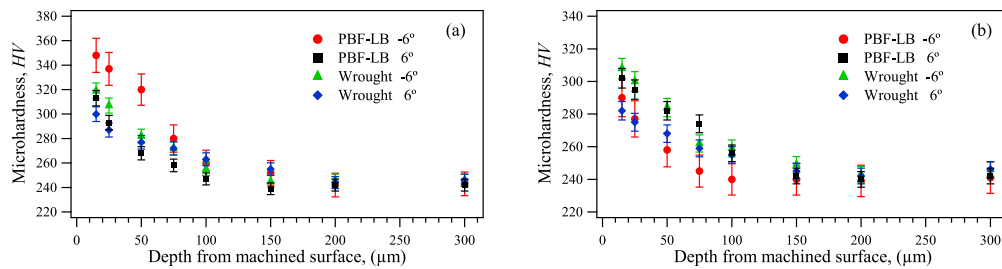 380
360
340
320
300
280
260
240
220
Microhardness, HV
(a)
PBF-LB -6º
PBF-LB 6º
Wrought -6º
Wrought 6º
0
50
100
150
200
250
300
Depth from machined surface, (µm)
340
320
300
280
260
240
220
Microhardness, HV
(b)
PBF-LB -6º
PBF-LB 6º
Wrought -6º
Wrought 6º
0
50
100
150
200
250
300
Depth from machined surface, (µm)